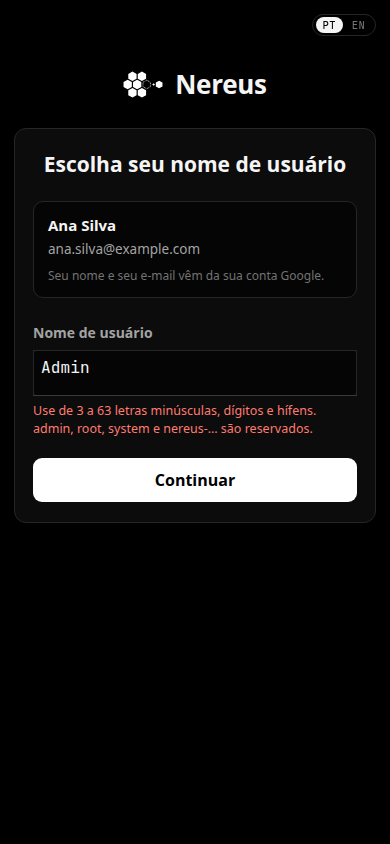 PT EN
Nereus
Escolha seu nome de usuário
Ana Silva
ana.silva@example.com
Seu nome e seu e-mail vêm da sua conta Google.
Nome de usuário
Admin
Use de 3 a 63 letras minúsculas, dígitos e hífens.
admin, root, system e nereus-... são reservados.
Continuar